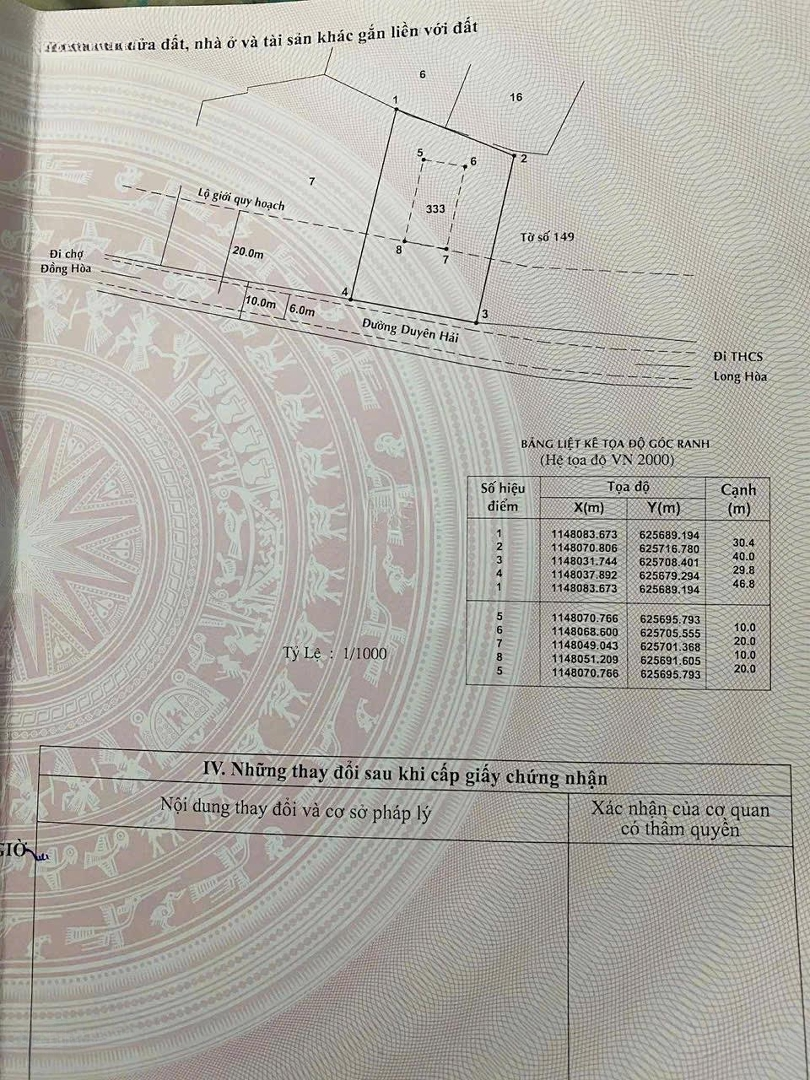 của đất, nhà ở và tài sản khác gắn liền với đất
6
16
1
2
5
6
7
333
Lộ giới quy hoạch
Tờ số 149
8
7
20.0m
Đi chợ
Đồng Hòa
4
10.0m
6.0m
3
Đường Duyên Hải
Đi THCS
Long Hòa
BẢNG LIỆT KÊ TỌA ĐỘ GÓC RANH
(Hê tọa độ VN 2000)
Số hiệu điểm
Tọa độ
Cạnh (m)
X(m) Y(m)
1 1148083.673 625689.194
30.4
2 1148070.806 625716.780
40.0
3 1148031.744 625708.401
29.8
4 1148037.892 625679.294
46.8
1 1148083.673 625689.194
5 1148070.766 625695.793
10.0
6 1148068.600 625705.555
20.0
7 1148049.043 625701.368
10.0
8 1148051.209 625691.605
20.0
5 1148070.766 625695.793
Tỷ Lệ : 1/1000
IV. Những thay đổi sau khi cấp giấy chứng nhận
Nội dung thay đổi và cơ sở pháp lý
Xác nhận của cơ quan
có thẩm quyền
GIỜ